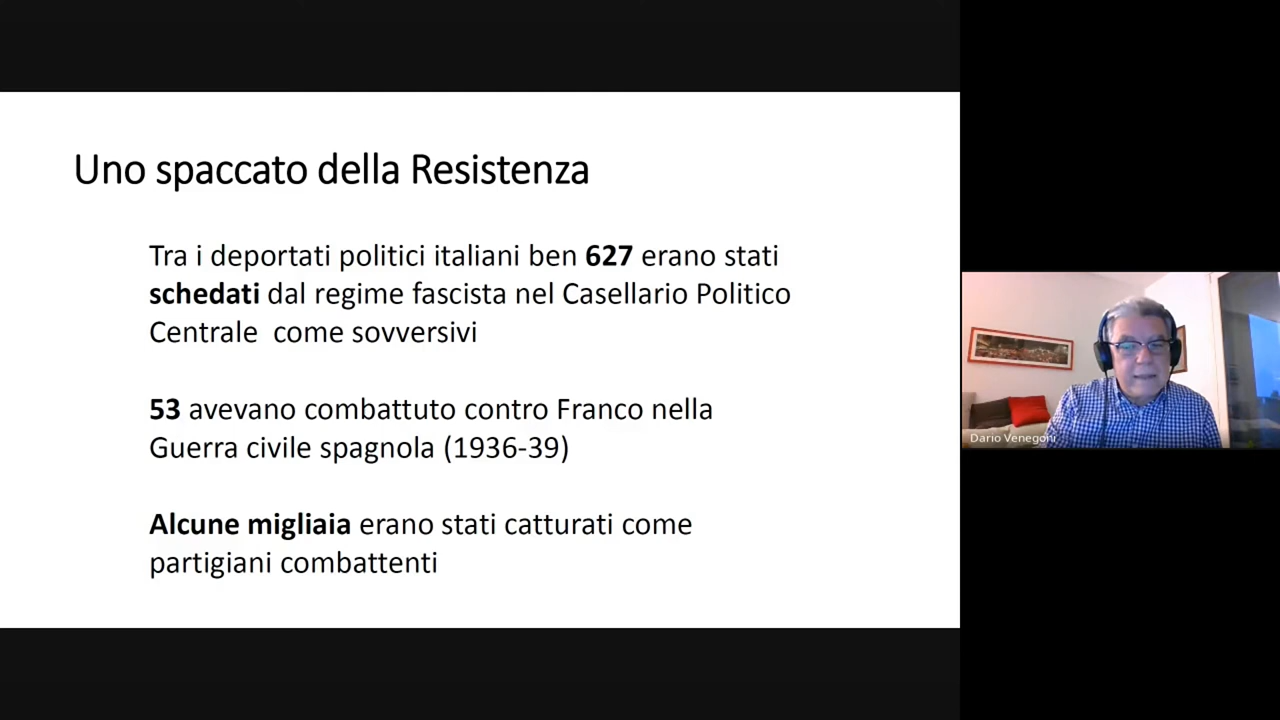 Uno spaccato della Resistenza
Tra i deportati politici italiani ben 627 erano stati
schedati dal regime fascista nel Casellario Politico
Centrale  come sovversivi
53 avevano combattuto contro Franco nella
Guerra civile spagnola (1936-39)
Alcune migliaia erano stati catturati come
partigiani combattenti
Dario Venegoni